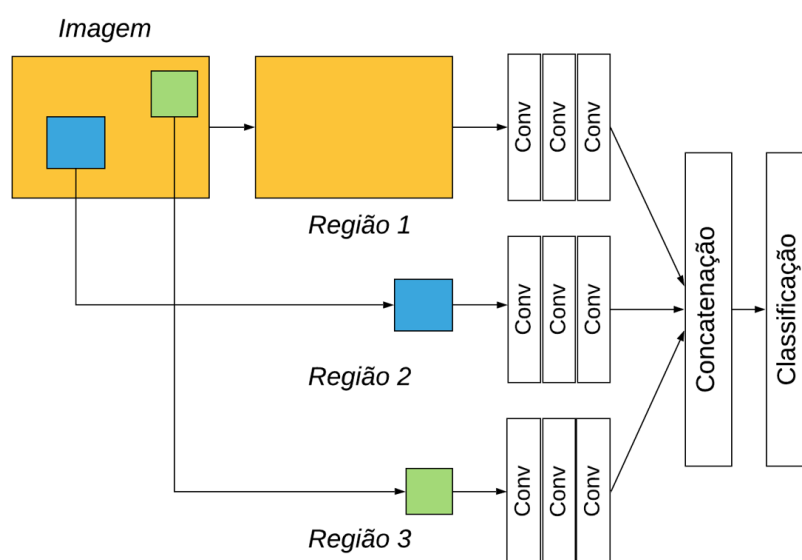 Imagem
Conv
Conv
Conv
Região 1
Conv
Conv
Conv
Região 2
Conv
Conv
Conv
Região 3
Concatenação
Classificação